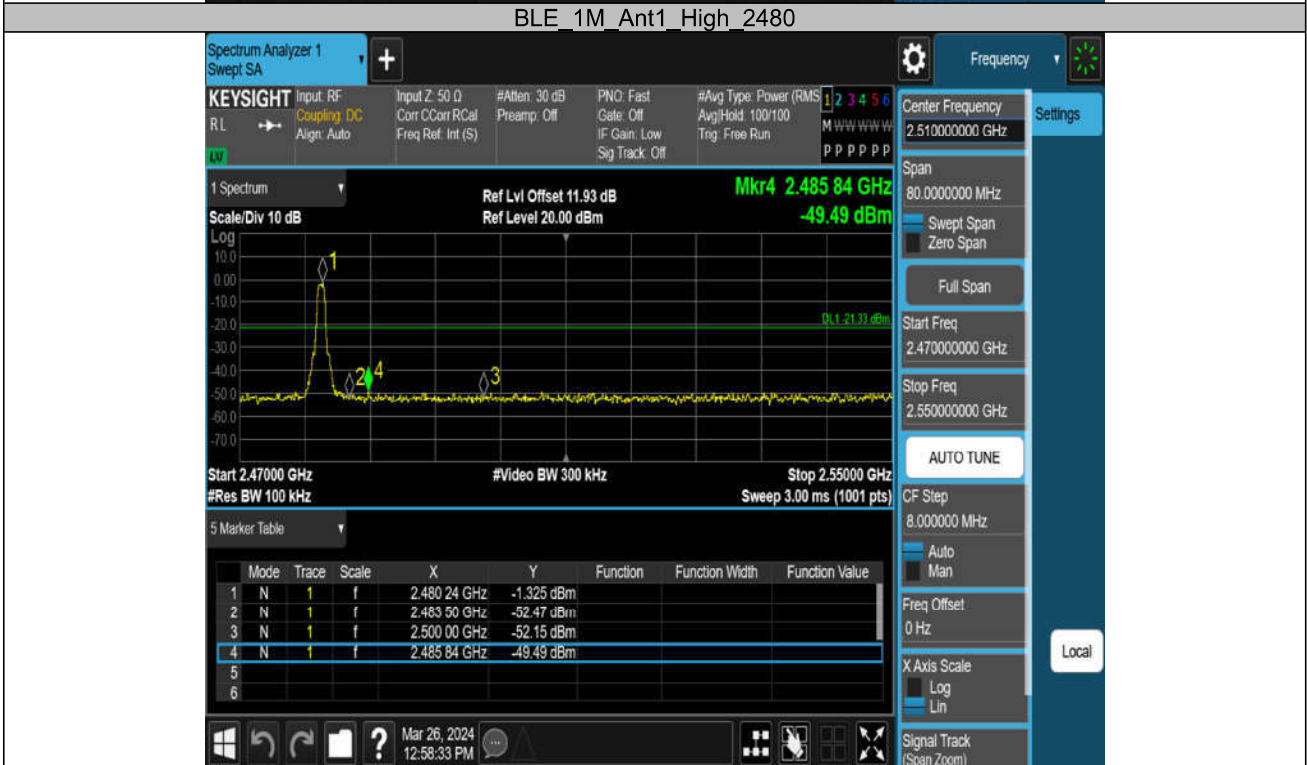 BLE_1M_Ant1_High_2480
Spectrum Analyzer 1
Swept SA
+
Frequency
KEYSIGHT
RL
Input: RF
Coupling: DC
Align: Auto
Input Z: 50 Ω
Corr CCorr RCal
Freq Ref: Int (S)
#Atten: 30 dB
Preamp: Off
PNO: Fast
Gate: Off
IF Gain: Low
Sig Track: Off
#Avg Type: Power (RMS
Avg|Hold: 100/100
Trig: Free Run
1 2 3 4 5 6
M W W W W W
P P P P P P
1 Spectrum
Scale/Div 10 dB
Ref Lvl Offset 11.93 dB
Ref Level 20.00 dBm
Mkr4 2.485 84 GHz
-49.49 dBm
Log
10.0
0.00
-10.0
-20.0
-30.0
-40.0
-50.0
-60.0
-70.0
1
2
4
3
DL1 -21.33 dBm
Start 2.47000 GHz
#Video BW 300 kHz
Stop 2.55000 GHz
#Res BW 100 kHz
Sweep 3.00 ms (1001 pts)
5 Marker Table
Mode Trace Scale X Y Function Function Width Function Value
1 N 1 f 2.480 24 GHz -1.325 dBm
2 N 1 f 2.483 50 GHz -52.47 dBm
3 N 1 f 2.500 00 GHz -52.15 dBm
4 N 1 f 2.485 84 GHz -49.49 dBm
5
6
?
Mar 26, 2024
12:58:33 PM
Center Frequency
2.510000000 GHz
Settings
Span
80.0000000 MHz
Swept Span
Zero Span
Full Span
Start Freq
2.470000000 GHz
Stop Freq
2.550000000 GHz
AUTO TUNE
CF Step
8.000000 MHz
Auto
Man
Freq Offset
0 Hz
X Axis Scale
Log
Lin
Local
Signal Track
(Span Zoom)